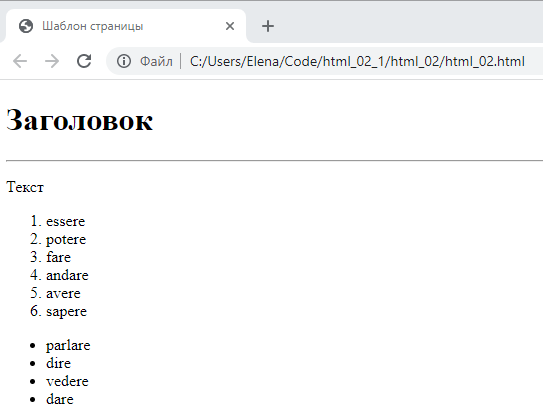 Шаблон страницы
Файл C:/Users/Elena/Code/html_02_1/html_02/html_02.html
Заголовок
Текст
1. essere
2. potere
3. fare
4. andare
5. avere
6. sapere
• parlare
• dire
• vedere
• dare